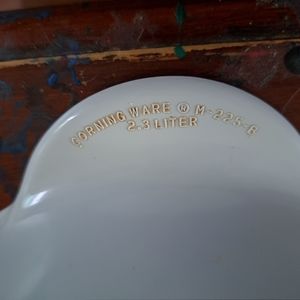 CORNING WARE ® M-225-B
2.3 LITER